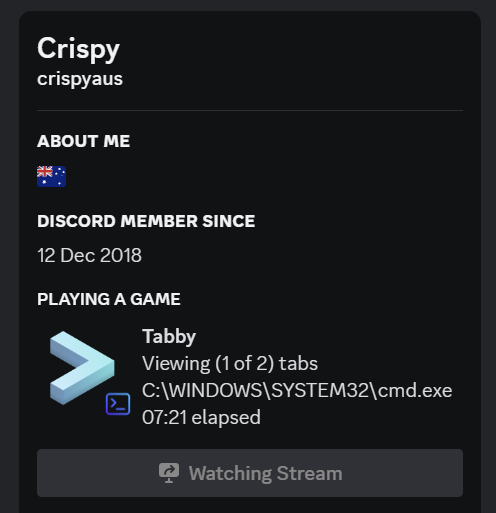 Crispy
crispyaus
ABOUT ME
DISCORD MEMBER SINCE
12 Dec 2018
PLAYING A GAME
Tabby
Viewing (1 of 2) tabs
C:\WINDOWS\SYSTEM32\cmd.exe
07:21 elapsed
Watching Stream